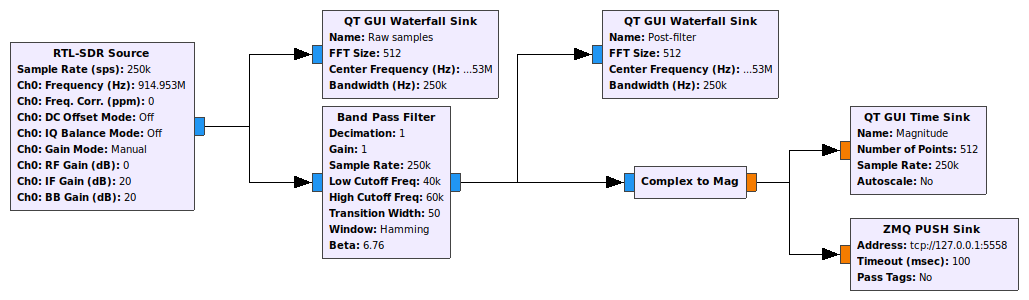 RTL-SDR Source
Sample Rate (sps): 250k
Ch0: Frequency (Hz): 914.953M
Ch0: Freq. Corr. (ppm): 0
Ch0: DC Offset Mode: Off
Ch0: IQ Balance Mode: Off
Ch0: Gain Mode: Manual
Ch0: RF Gain (dB): 0
Ch0: IF Gain (dB): 20
Ch0: BB Gain (dB): 20
QT GUI Waterfall Sink
Name: Raw samples
FFT Size: 512
Center Frequency (Hz): ...53M
Bandwidth (Hz): 250k
Band Pass Filter
Decimation: 1
Gain: 1
Sample Rate: 250k
Low Cutoff Freq: 40k
High Cutoff Freq: 60k
Transition Width: 50
Window: Hamming
Beta: 6.76
QT GUI Waterfall Sink
Name: Post-filter
FFT Size: 512
Center Frequency (Hz): ...53M
Bandwidth (Hz): 250k
Complex to Mag
QT GUI Time Sink
Name: Magnitude
Number of Points: 512
Sample Rate: 250k
Autoscale: No
ZMQ PUSH Sink
Address: tcp://127.0.0.1:5558
Timeout (msec): 100
Pass Tags: No